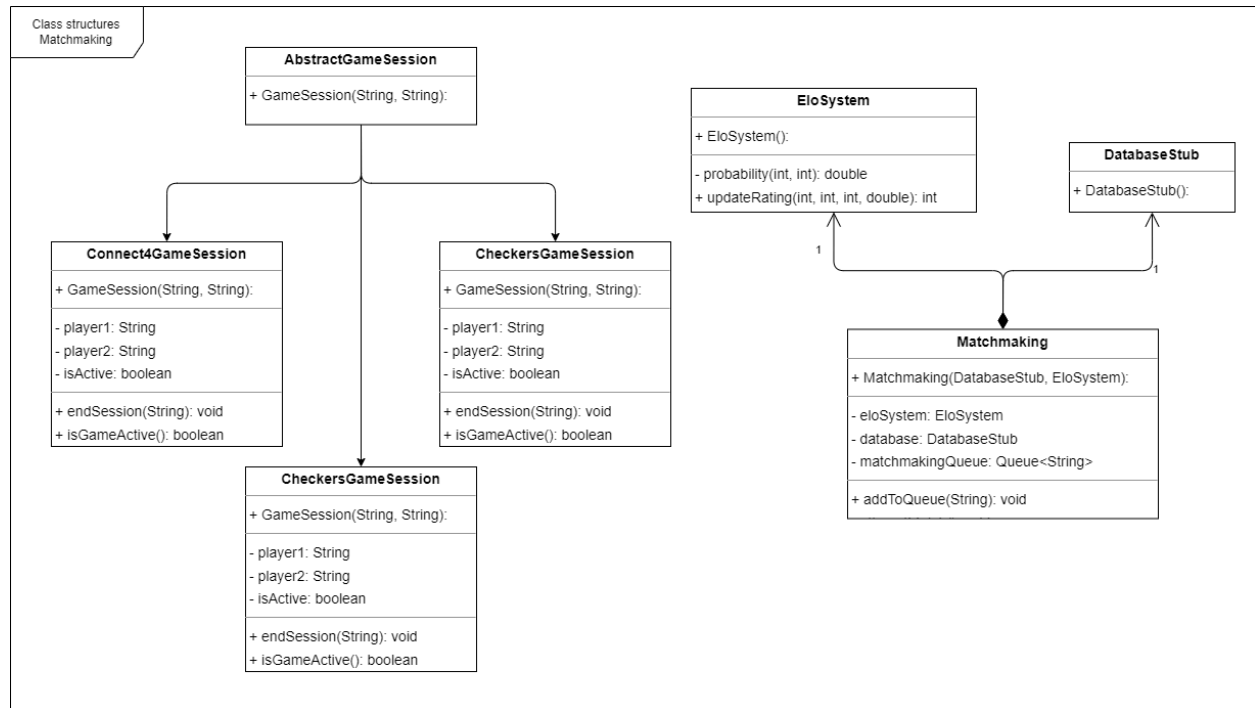 Class structures
Matchmaking
AbstractGameSession
+ GameSession(String, String):
EloSystem
+ EloSystem():
- probability(int, int): double
+ updateRating(int, int, int, double): int
DatabaseStub
+ DatabaseStub():
1
1
Connect4GameSession
+ GameSession(String, String):
- player1: String
- player2: String
- isActive: boolean
+ endSession(String): void
+ isGameActive(): boolean
CheckersGameSession
+ GameSession(String, String):
- player1: String
- player2: String
- isActive: boolean
+ endSession(String): void
+ isGameActive(): boolean
Matchmaking
+ Matchmaking(DatabaseStub, EloSystem):
- eloSystem: EloSystem
- database: DatabaseStub
- matchmakingQueue: Queue<String>
+ addToQueue(String): void
CheckersGameSession
+ GameSession(String, String):
- player1: String
- player2: String
- isActive: boolean
+ endSession(String): void
+ isGameActive(): boolean